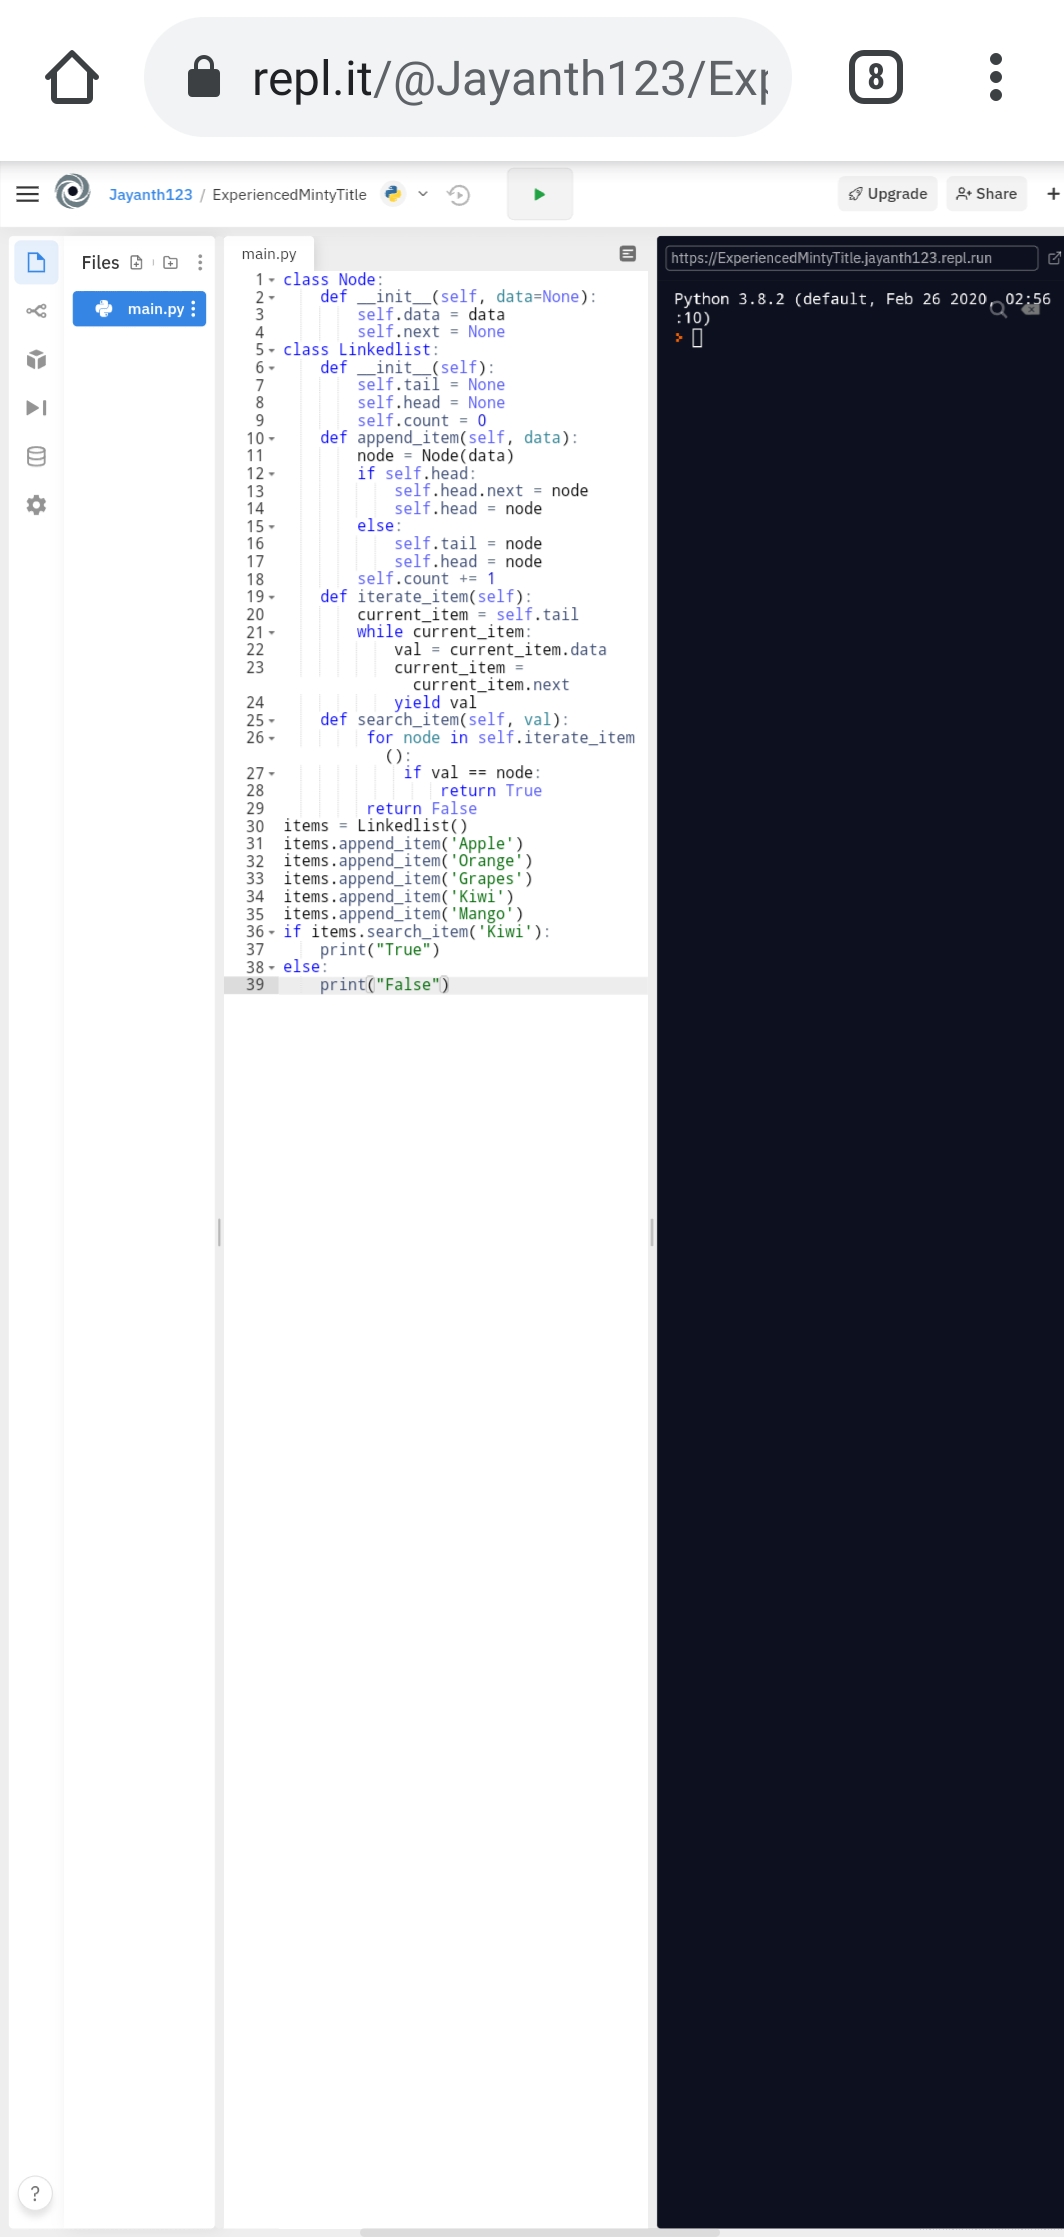 repl.it/@Jayanth123/Exp
8
Jayanth123 / ExperiencedMintyTitle
Upgrade
Share
Files
main.py
main.py
1 class Node:
2     def __init__(self, data=None):
3         self.data = data
4         self.next = None
5 class Linkedlist:
6     def __init__(self):
7         self.tail = None
8         self.head = None
9         self.count = 0
10     def append_item(self, data):
11         node = Node(data)
12         if self.head:
13             self.head.next = node
14             self.head = node
15         else:
16             self.tail = node
17             self.head = node
18         self.count += 1
19     def iterate_item(self):
20         current_item = self.tail
21         while current_item:
22             val = current_item.data
23             current_item =
current_item.next
24             yield val
25     def search_item(self, val):
26          for node in self.iterate_item
():
27              if val == node:
28                  return True
29          return False
30 items = Linkedlist()
31 items.append_item('Apple')
32 items.append_item('Orange')
33 items.append_item('Grapes')
34 items.append_item('Kiwi')
35 items.append_item('Mango')
36 if items.search_item('Kiwi'):
37     print("True")
38 else:
39     print("False")
https://ExperiencedMintyTitle.jayanth123.repl.run
Python 3.8.2 (default, Feb 26 2020, 02:56
:10)
?